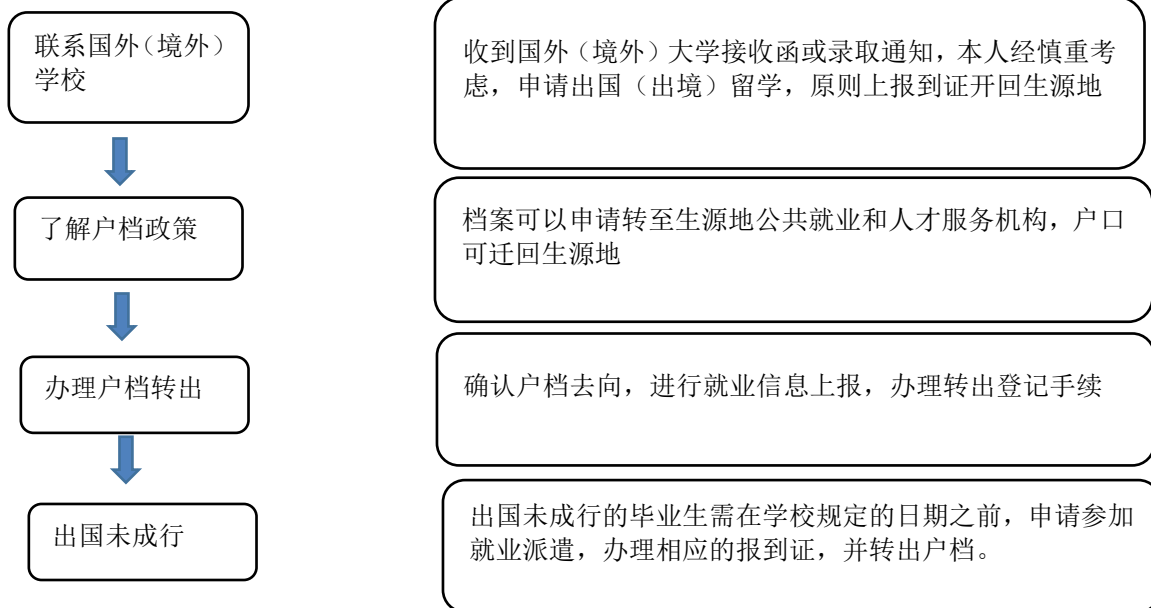 联系国外（境外）
学校
收到国外（境外）大学接收函或录取通知，本人经慎重考
虑，申请出国（出境）留学，原则上报到证开回生源地
了解户档政策
档案可以申请转至生源地公共就业和人才服务机构，户口
可迁回生源地
办理户档转出
确认户档去向，进行就业信息上报，办理转出登记手续
出国未成行
出国未成行的毕业生需在学校规定的日期之前，申请参加
就业派遣，办理相应的报到证，并转出户档。